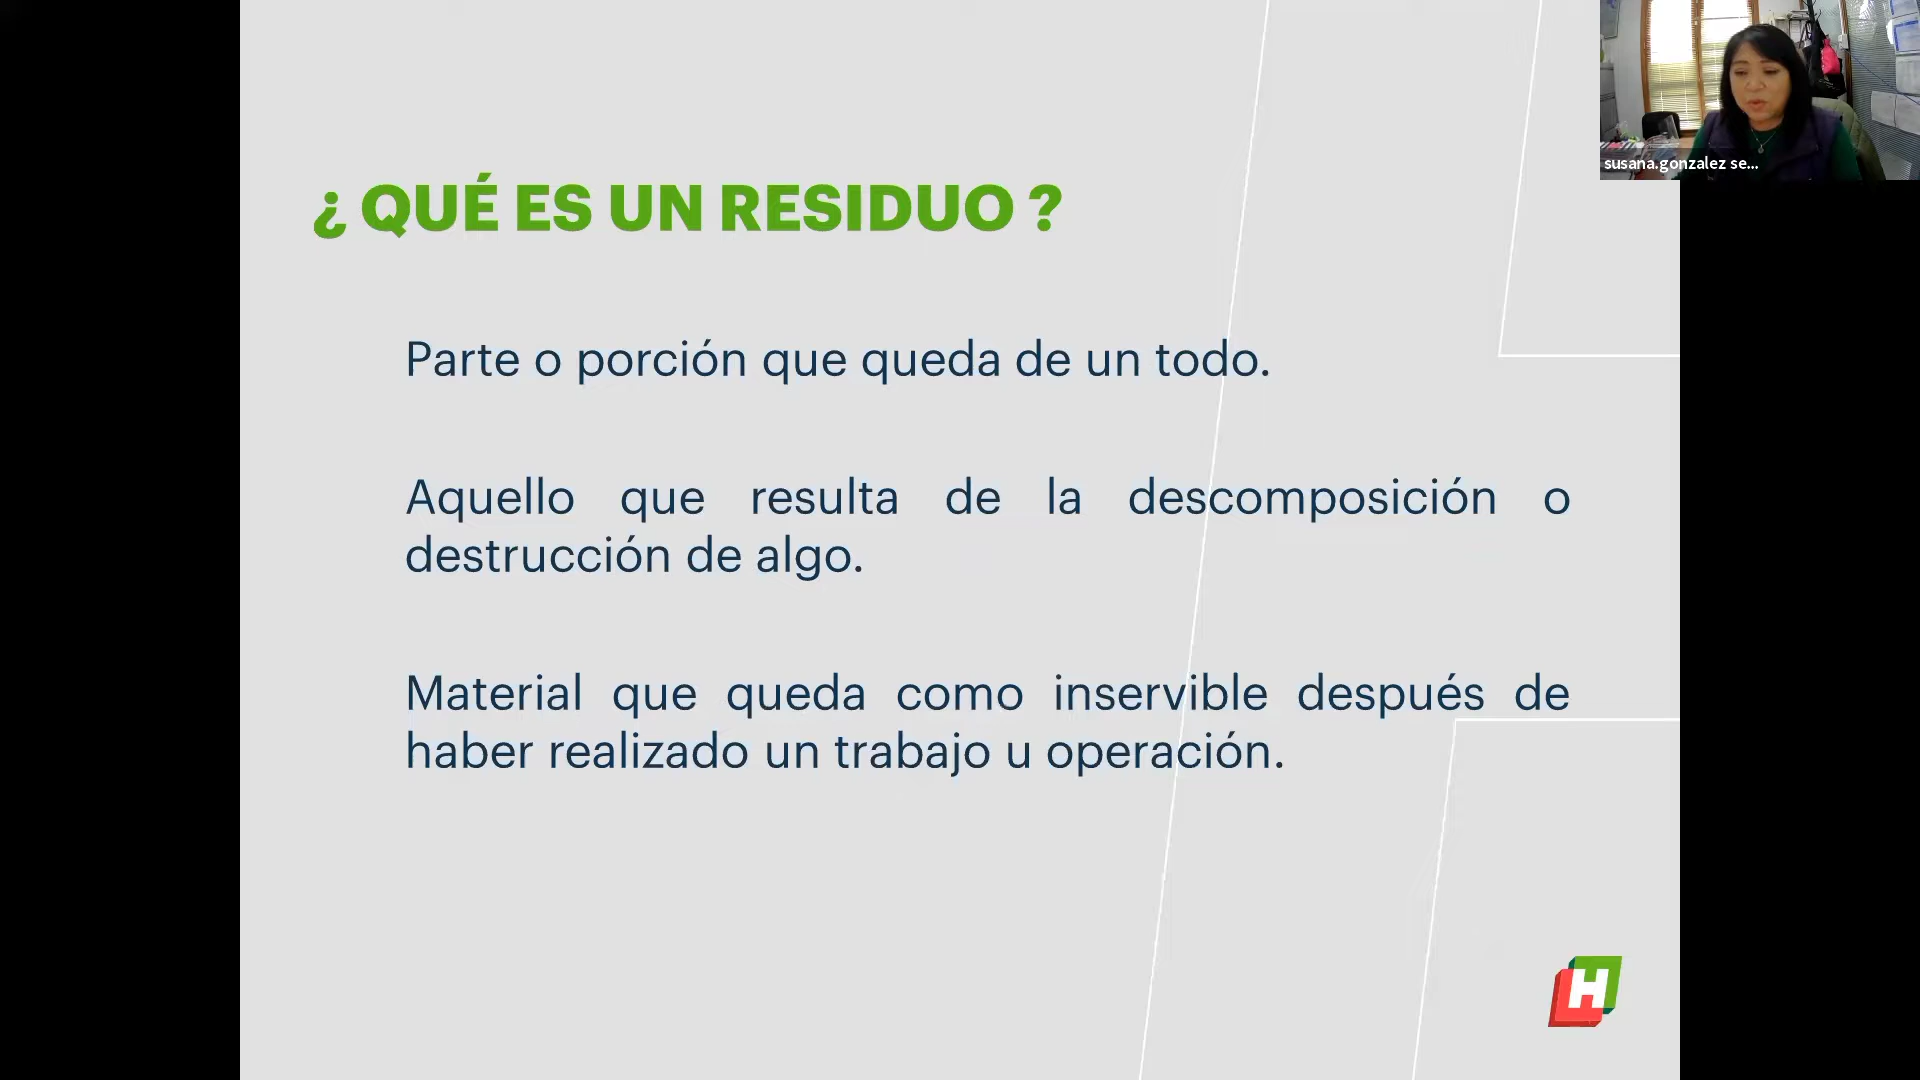 susana.gonzalez se...
¿ QUÉ ES UN RESIDUO ?
Parte o porción que queda de un todo.
Aquello que resulta de la descomposición o
destrucción de algo.
Material que queda como inservible después de
haber realizado un trabajo u operación.
H